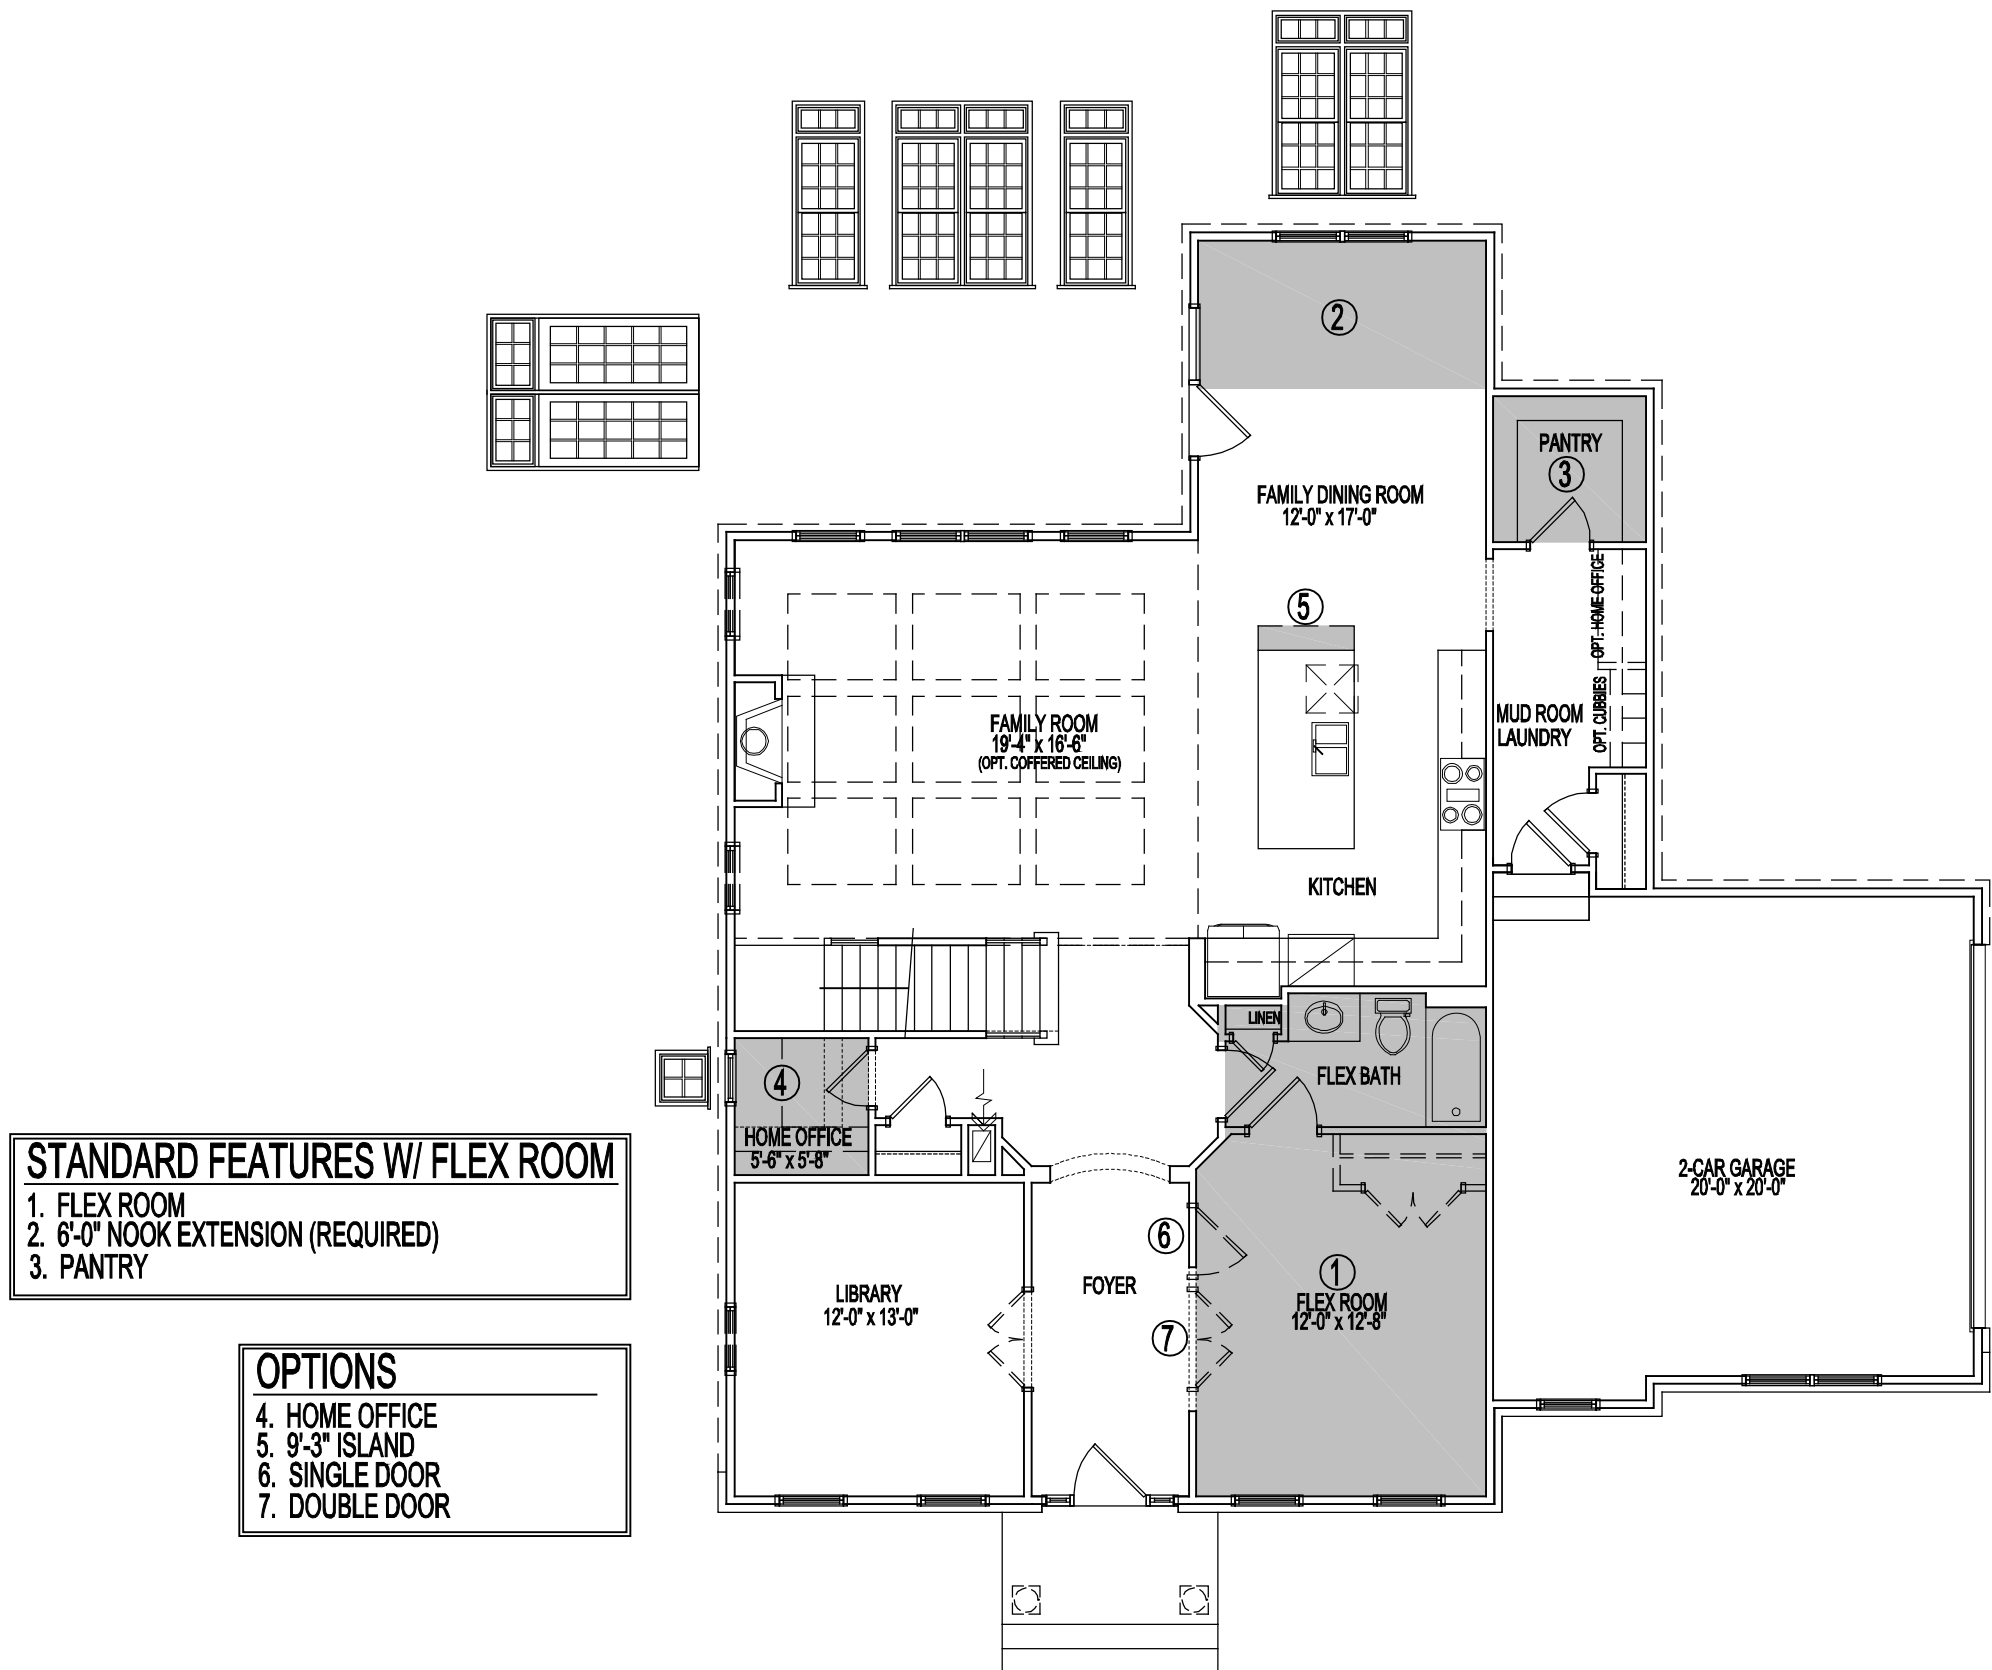 2
PANTRY
3
FAMILY DINING ROOM
12'-0" x 17'-0"
OPT. HOME OFFICE
5
OPT. CUBBIES
MUD ROOM
LAUNDRY
FAMILY ROOM
19'-4" x 16'-6"
(OPT. COFFERED CEILING)
KITCHEN
LINEN
FLEX BATH
4
HOME OFFICE
5'-6" x 5'-8"
STANDARD FEATURES W/ FLEX ROOM
1. FLEX ROOM
2. 6'-0" NOOK EXTENSION (REQUIRED)
3. PANTRY
2-CAR GARAGE
20'-0" x 20'-0"
6
1
FLEX ROOM
12'-0" x 12'-8"
FOYER
LIBRARY
12'-0" x 13'-0"
7
OPTIONS
4. HOME OFFICE
5. 9'-3" ISLAND
6. SINGLE DOOR
7. DOUBLE DOOR